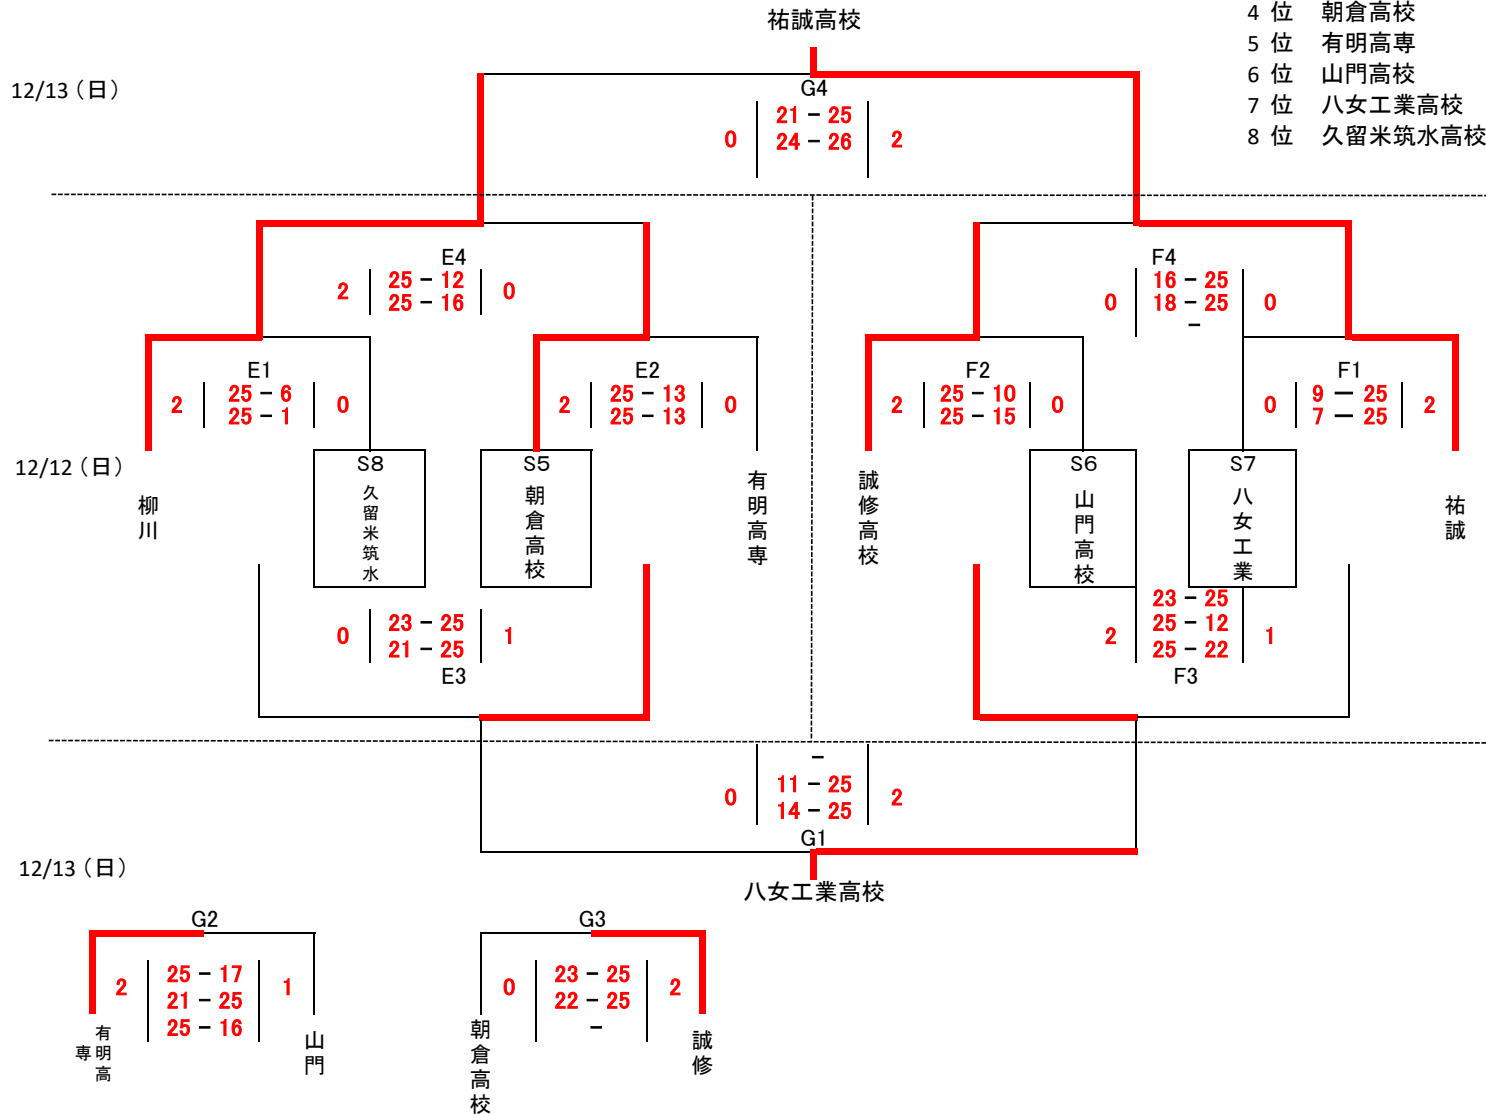 祐誠高校
4 位 朝倉高校
5 位 有明高専
6 位 山門高校
7 位 八女工業高校
8 位 久留米筑水高校
12/13（日）
G4
0 21 － 25 2
24 － 26
E4
2 25 － 12 0
25 － 16
F4
0 16 － 25 0
18 － 25
－
E1
2 25 － 6 0
25 － 1
E2
2 25 － 13 0
25 － 13
F2
2 25 － 10 0
25 － 15
F1
0 9 － 25 2
7 － 25
12/12（日）
柳川
S8
久留米筑水
S5
朝倉高校
有明高専
誠修高校
S6
山門高校
S7
八女工業
祐誠
0 23 － 25 1
21 － 25
E3
23 － 25
2 25 － 12 1
25 － 22
F3
－
0 11 － 25 2
14 － 25
G1
八女工業高校
12/13（日）
G2
2 25 － 17 1
21 － 25
25 － 16
有明高専
山門
G3
0 23 － 25 2
22 － 25
－
朝倉高校
誠修